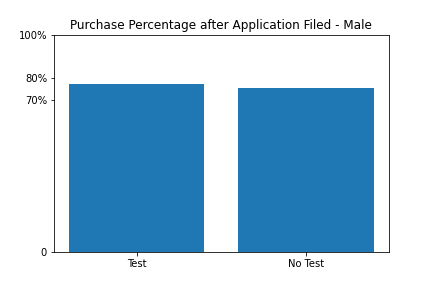 Purchase Percentage after Application Filed - Male
100%
80%
70%
0
Test
No Test